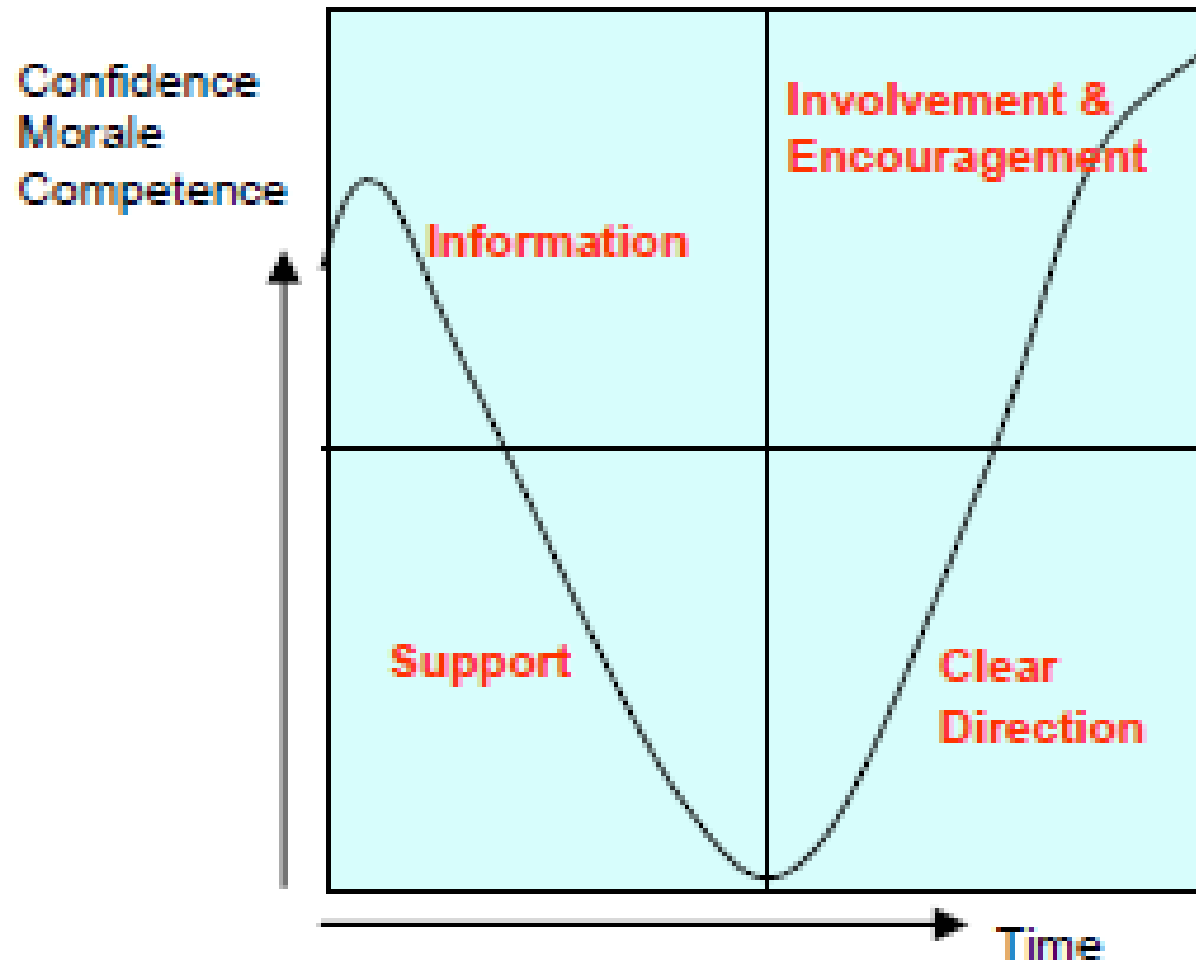 Confidence
Morale
Competence
Involvement &
Encouragement
Information
Support
Clear
Direction
Time